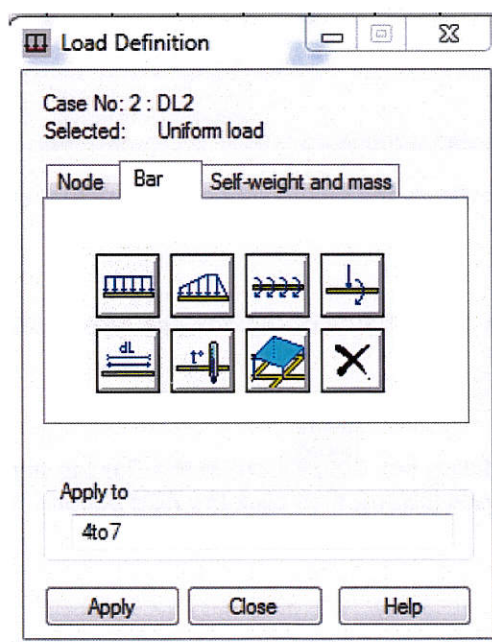 Load Definition
Case No: 2 : DL2
Selected: Uniform load
Node Bar Self-weight and mass
dL t°
Apply to
4to7
Apply Close Help